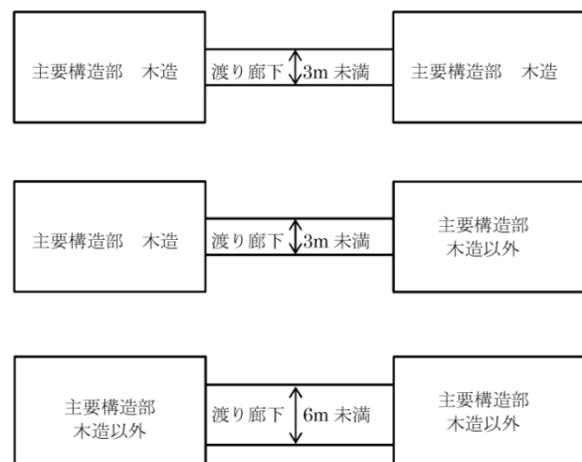 主要構造部　木造
渡り廊下
3m 未満
主要構造部　木造
主要構造部　木造
渡り廊下
3m 未満
主要構造部
木造以外
主要構造部
木造以外
渡り廊下
6m 未満
主要構造部
木造以外